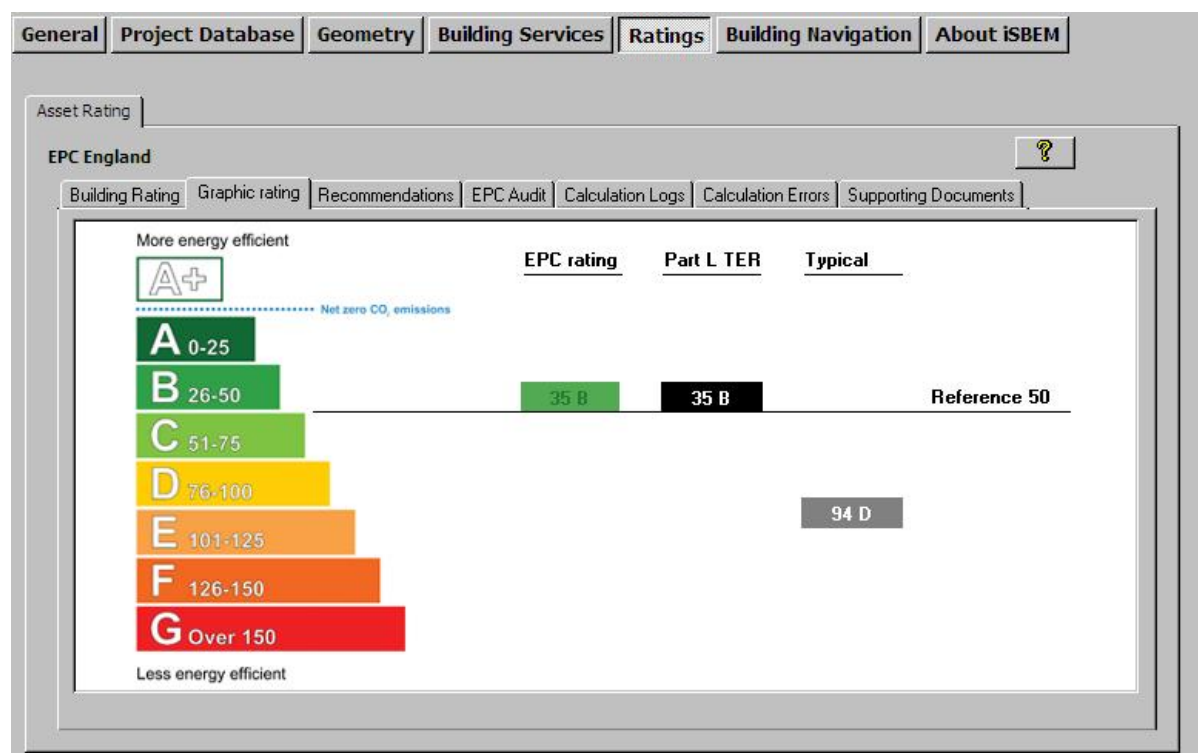 General Project Database Geometry Building Services Ratings Building Navigation About iSBEM
Asset Rating
EPC England
?
Building Rating Graphic rating Recommendations EPC Audit Calculation Logs Calculation Errors Supporting Documents
More energy efficient
EPC rating Part L TER Typical
A+
Net zero CO₂ emissions
A 0-25
B 26-50 35 B 35 B Reference 50
C 51-75
D 76-100
94 D
E 101-125
F 126-150
G Over 150
Less energy efficient